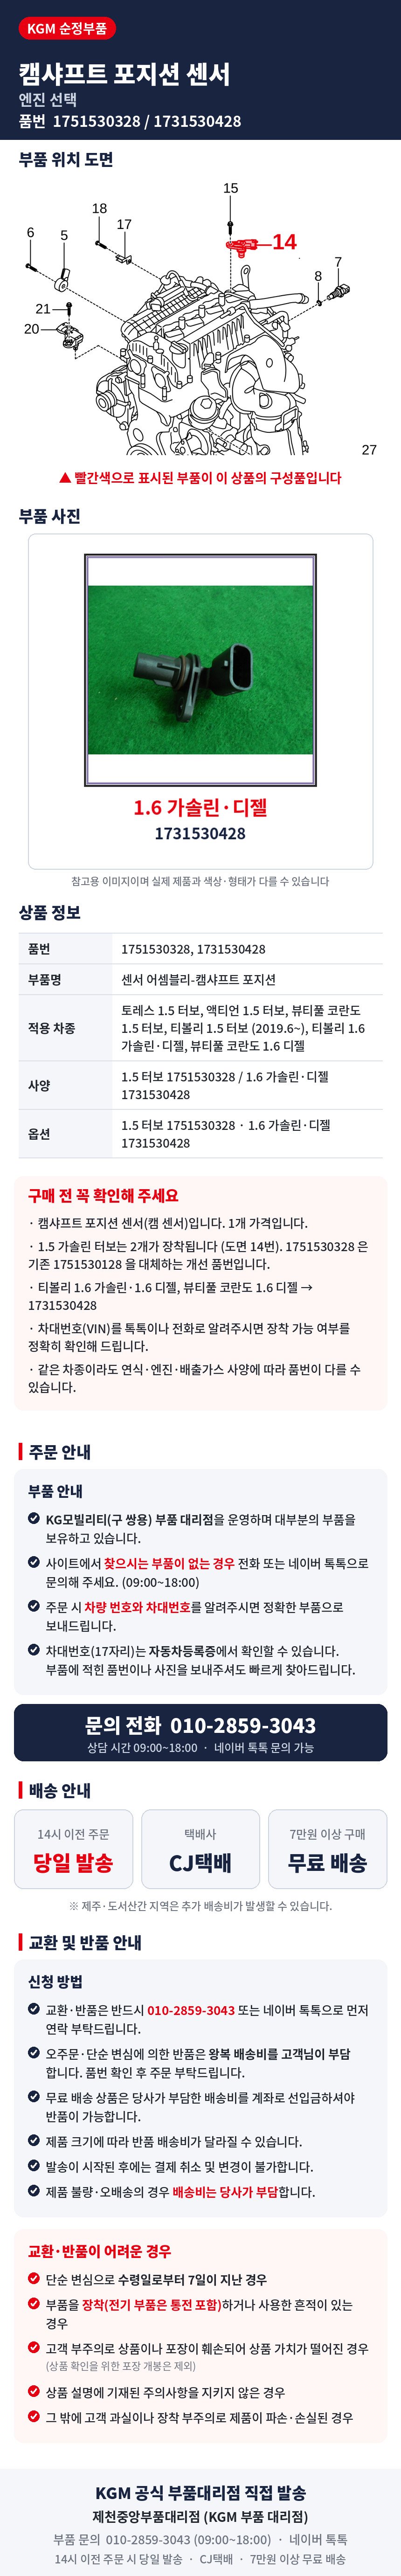 KGM 순정부품
캠샤프트 포지션 센서
엔진 선택
품번 1751530328 / 1731530428
부품 위치 도면
15
18
17
14
6
5
7
8
21
20
27
▲ 빨간색으로 표시된 부품이 이 상품의 구성품입니다
부품 사진
1.6 가솔린·디젤
1731530428
참고용 이미지이며 실제 제품과 색상·형태가 다를 수 있습니다
상품 정보
품번 1751530328, 1731530428
부품명 센서 어셈블리-캠샤프트 포지션
적용 차종 토레스 1.5 터보, 액티언 1.5 터보, 뷰티풀 코란도
1.5 터보, 티볼리 1.5 터보 (2019.6~), 티볼리 1.6
가솔린·디젤, 뷰티풀 코란도 1.6 디젤
사양 1.5 터보 1751530328 / 1.6 가솔린·디젤
1731530428
옵션 1.5 터보 1751530328 · 1.6 가솔린·디젤
1731530428
구매 전 꼭 확인해 주세요
· 캠샤프트 포지션 센서(캠 센서)입니다. 1개 가격입니다.
· 1.5 가솔린 터보는 2개가 장착됩니다 (도면 14번). 1751530328 은
기존 1751530128 을 대체하는 개선 품번입니다.
· 티볼리 1.6 가솔린·1.6 디젤, 뷰티풀 코란도 1.6 디젤 →
1731530428
· 차대번호(VIN)를 톡톡이나 전화로 알려주시면 장착 가능 여부를
정확히 확인해 드립니다.
· 같은 차종이라도 연식·엔진·배출가스 사양에 따라 품번이 다를 수
있습니다.
주문 안내
부품 안내
KG모빌리티(구 쌍용) 부품 대리점을 운영하며 대부분의 부품을
보유하고 있습니다.
사이트에서 찾으시는 부품이 없는 경우 전화 또는 네이버 톡톡으로
문의해 주세요. (09:00~18:00)
주문 시 차량 번호와 차대번호를 알려주시면 정확한 부품으로
보내드립니다.
차대번호(17자리)는 자동차등록증에서 확인할 수 있습니다.
부품에 적힌 품번이나 사진을 보내주셔도 빠르게 찾아드립니다.
문의 전화 010-2859-3043
상담 시간 09:00~18:00 · 네이버 톡톡 문의 가능
배송 안내
14시 이전 주문
당일 발송
택배사
CJ택배
7만원 이상 구매
무료 배송
※ 제주·도서산간 지역은 추가 배송비가 발생할 수 있습니다.
교환 및 반품 안내
신청 방법
교환·반품은 반드시 010-2859-3043 또는 네이버 톡톡으로 먼저
연락 부탁드립니다.
오주문·단순 변심에 의한 반품은 왕복 배송비를 고객님이 부담
합니다. 품번 확인 후 주문 부탁드립니다.
무료 배송 상품은 당사가 부담한 배송비를 계좌로 선입금하셔야
반품이 가능합니다.
제품 크기에 따라 반품 배송비가 달라질 수 있습니다.
발송이 시작된 후에는 결제 취소 및 변경이 불가합니다.
제품 불량·오배송의 경우 배송비는 당사가 부담합니다.
교환·반품이 어려운 경우
단순 변심으로 수령일로부터 7일이 지난 경우
부품을 장착(전기 부품은 통전 포함)하거나 사용한 흔적이 있는
경우
고객 부주의로 상품이나 포장이 훼손되어 상품 가치가 떨어진 경우
(상품 확인을 위한 포장 개봉은 제외)
상품 설명에 기재된 주의사항을 지키지 않은 경우
그 밖에 고객 과실이나 장착 부주의로 제품이 파손·손실된 경우
KGM 공식 부품대리점 직접 발송
제천중앙부품대리점 (KGM 부품 대리점)
부품 문의 010-2859-3043 (09:00~18:00) · 네이버 톡톡
14시 이전 주문 시 당일 발송 · CJ택배 · 7만원 이상 무료 배송